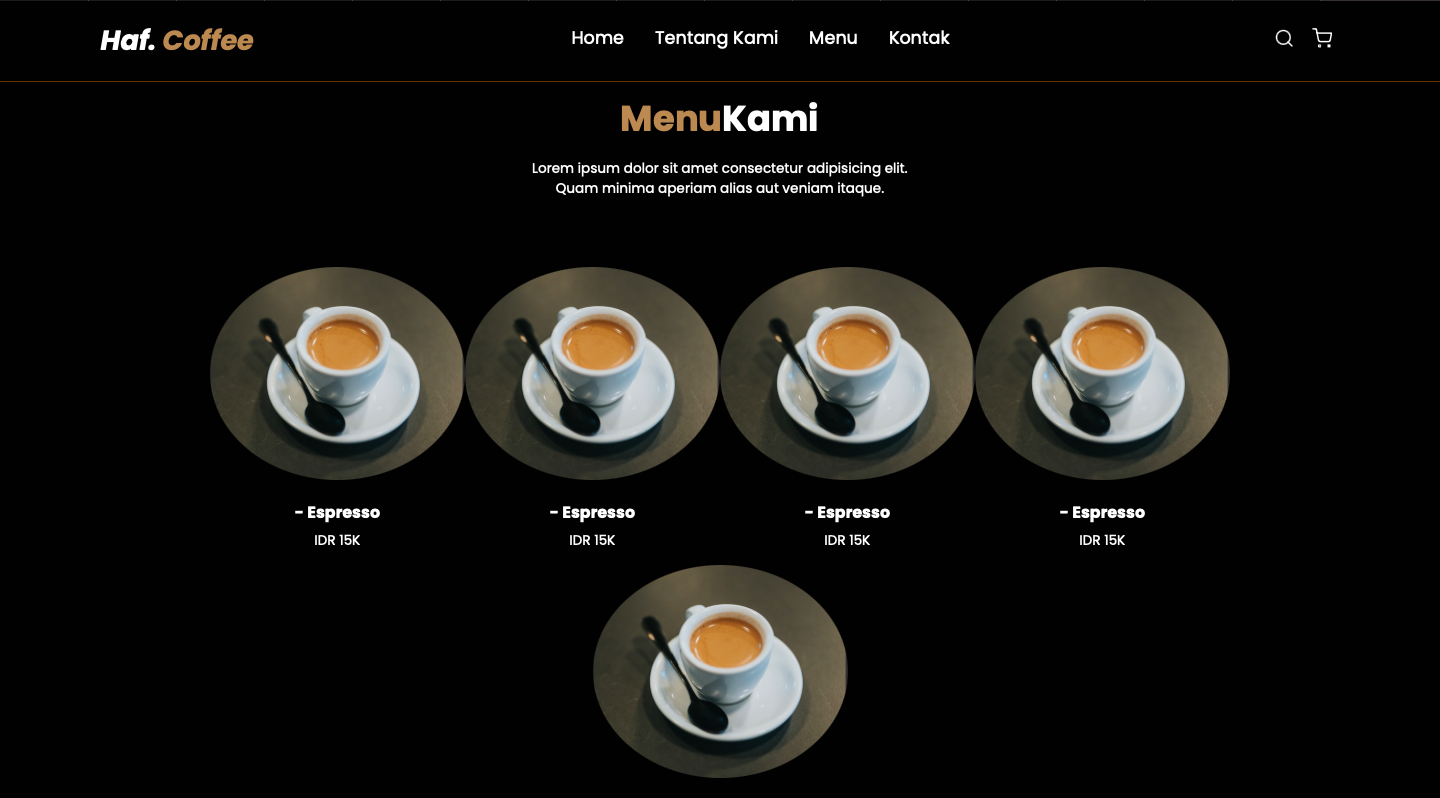 Haf. Coffee
Home Tentang Kami Menu Kontak
MenuKami
Lorem ipsum dolor sit amet consectetur adipisicing elit.
Quam minima aperiam alias aut veniam itaque.
- Espresso - Espresso - Espresso - Espresso
IDR 15K IDR 15K IDR 15K IDR 15K